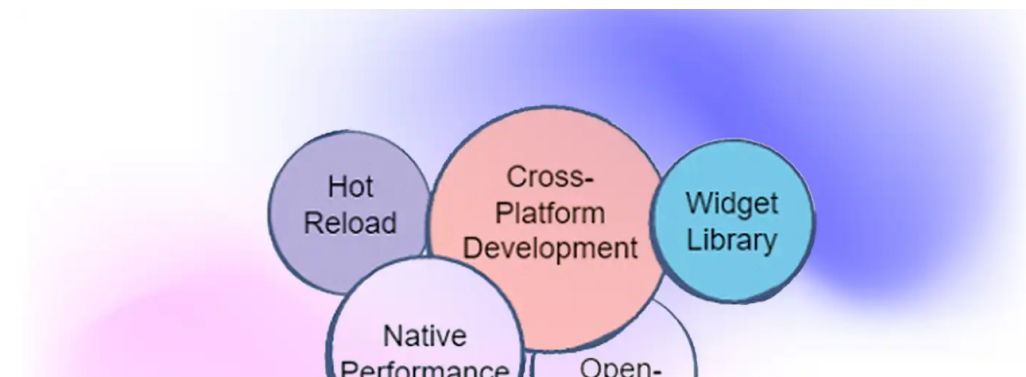 Hot
Reload
Cross-
Platform
Development
Widget
Library
Native
Performance
Open-